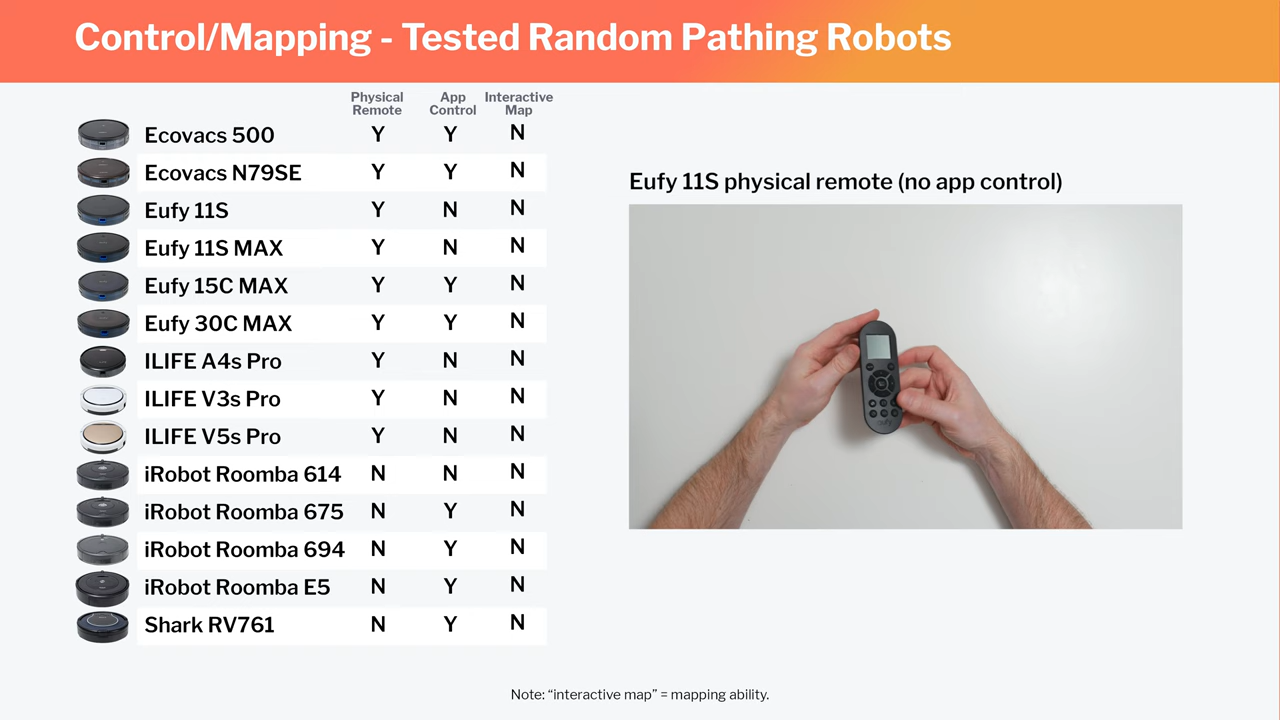 Control/Mapping - Tested Random Pathing Robots
Physical Remote App Control Interactive Map
Ecovacs 500 Y Y N
Ecovacs N79SE Y Y N
Eufy 11S Y N N
Eufy 11S MAX Y N N
Eufy 15C MAX Y Y N
Eufy 30C MAX Y Y N
ILIFE A4s Pro Y N N
ILIFE V3s Pro Y N N
ILIFE V5s Pro Y N N
iRobot Roomba 614 N N N
iRobot Roomba 675 N Y N
iRobot Roomba 694 N Y N
iRobot Roomba E5 N Y N
Shark RV761 N Y N
Eufy 11S physical remote (no app control)
eufy
Note: “interactive map” = mapping ability.